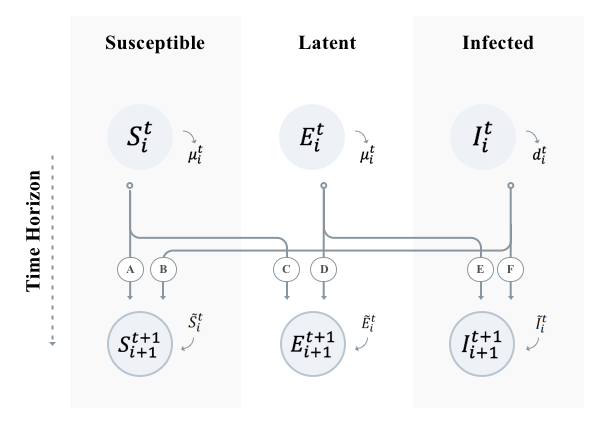 Susceptible Latent Infected
S_i^t E_i^t I_i^t
μ_i^t μ_i^t d_i^t
Time Horizon
A B C D E F
S̃_i^t Ẽ_i^t Ĩ_i^t
S_{i+1}^{t+1} E_{i+1}^{t+1} I_{i+1}^{t+1}